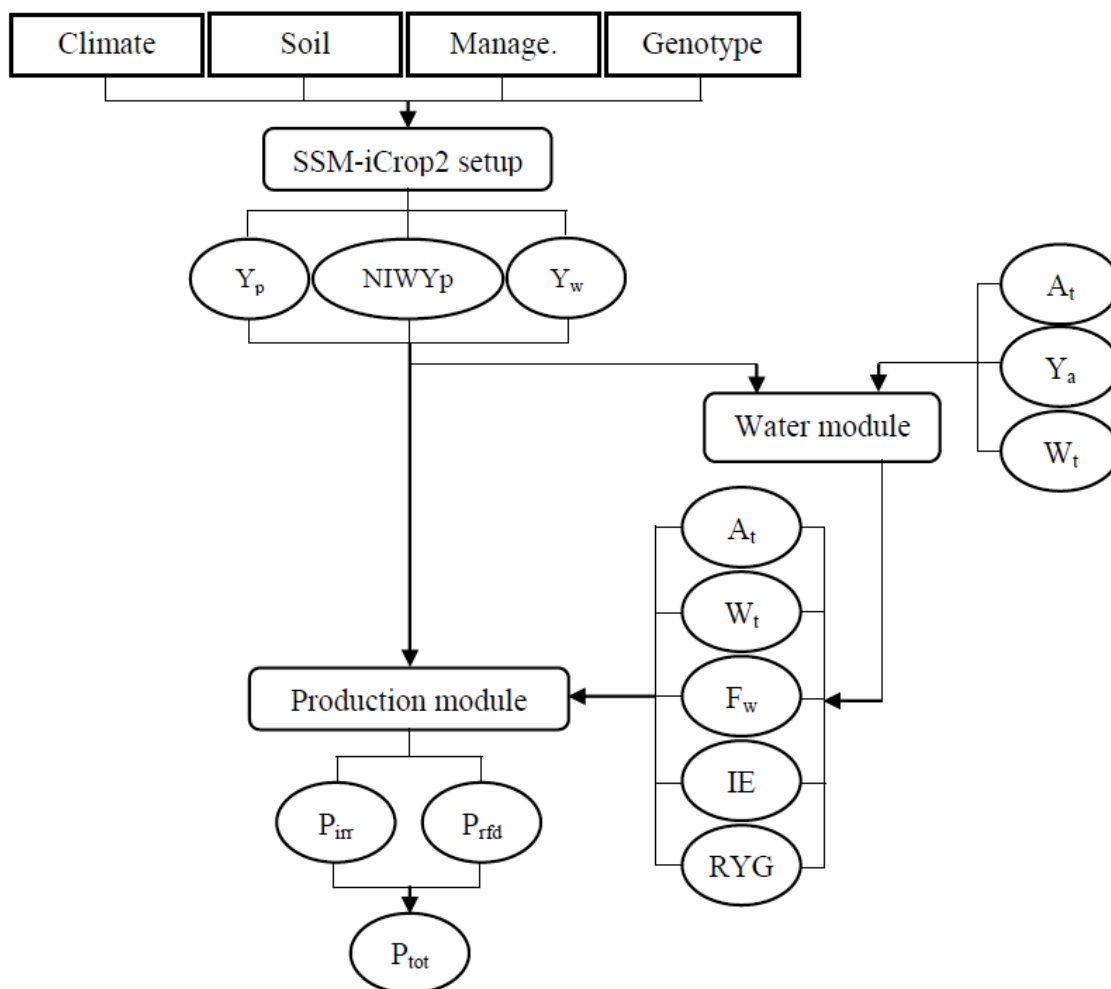 Climate
Soil
Manage.
Genotype
SSM-iCrop2 setup
Yp
NIWYp
Yw
At
Ya
Wt
Water module
At
Wt
Fw
IE
RYG
Production module
Pirr
Prfd
Ptot